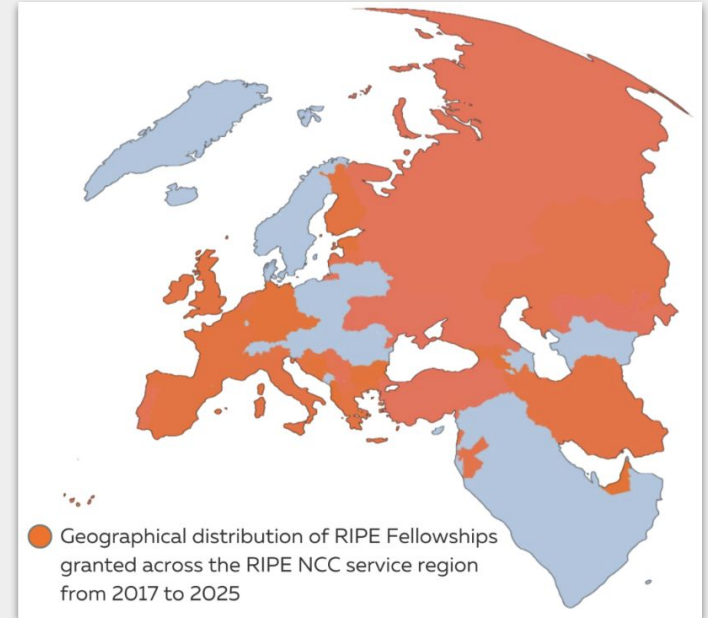 Geographical distribution of RIPE Fellowships
granted across the RIPE NCC service region
from 2017 to 2025